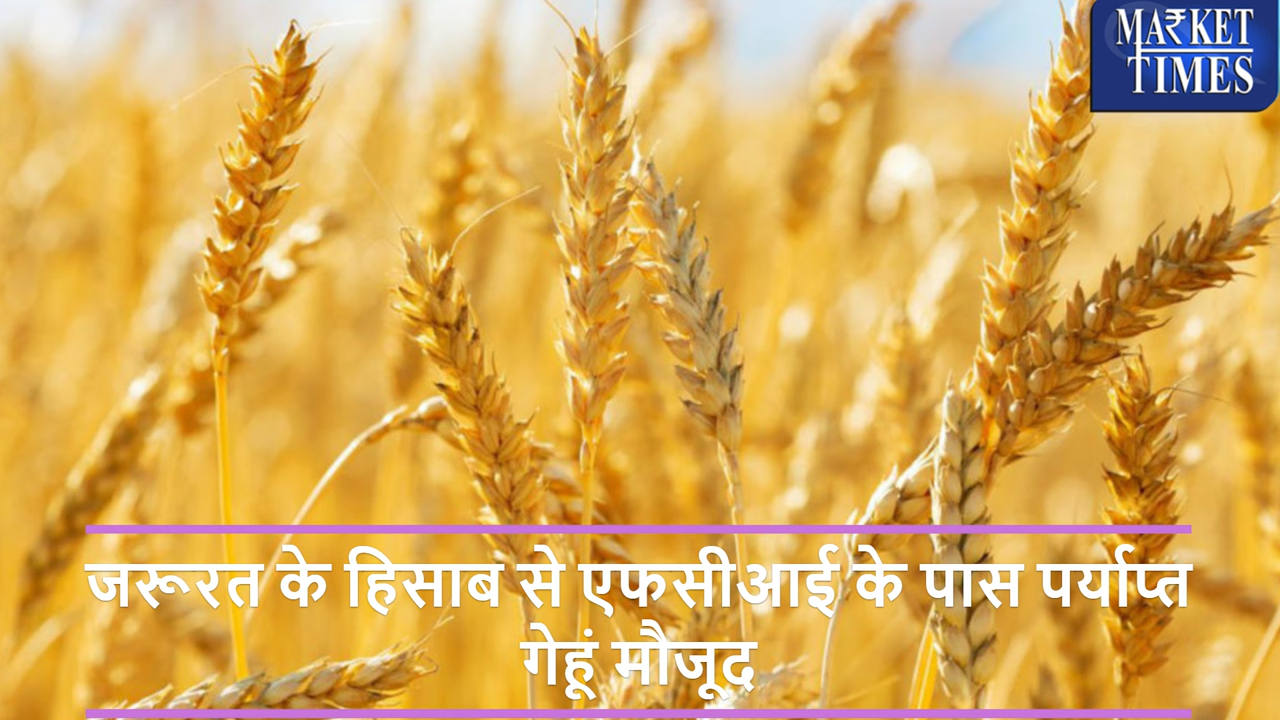 MA₹KET
TIMES
जरूरत के हिसाब से एफसीआई के पास पर्याप्त
गेहूं मौजूद